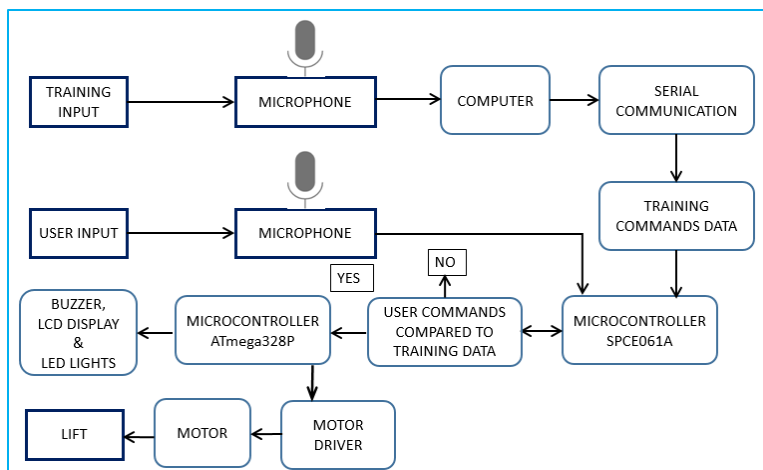 TRAINING
INPUT
MICROPHONE
COMPUTER
SERIAL
COMMUNICATION
TRAINING
COMMANDS DATA
USER INPUT
MICROPHONE
NO
YES
BUZZER,
LCD DISPLAY
&
LED LIGHTS
MICROCONTROLLER
ATmega328P
USER COMMANDS
COMPARED TO
TRAINING DATA
MICROCONTROLLER
SPCE061A
LIFT
MOTOR
MOTOR
DRIVER